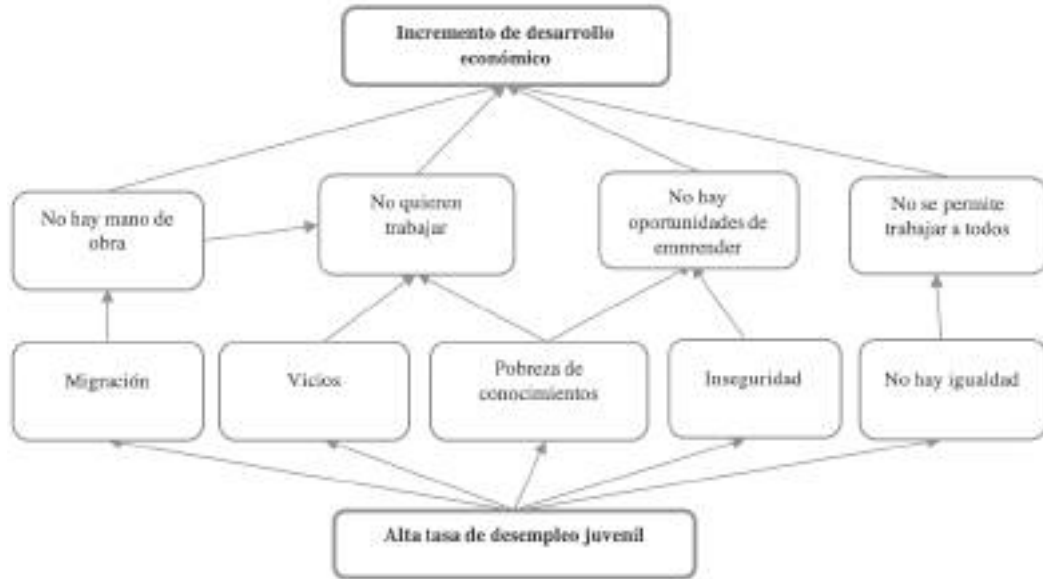 Incremento de desarrollo
económico
No hay mano de
obra
No quieren
trabajar
No hay
oportunidades de
emprender
No se permite
trabajar a todos
Migración
Vicios
Pobreza de
conocimientos
Inseguridad
No hay igualdad
Alta tasa de desempleo juvenil